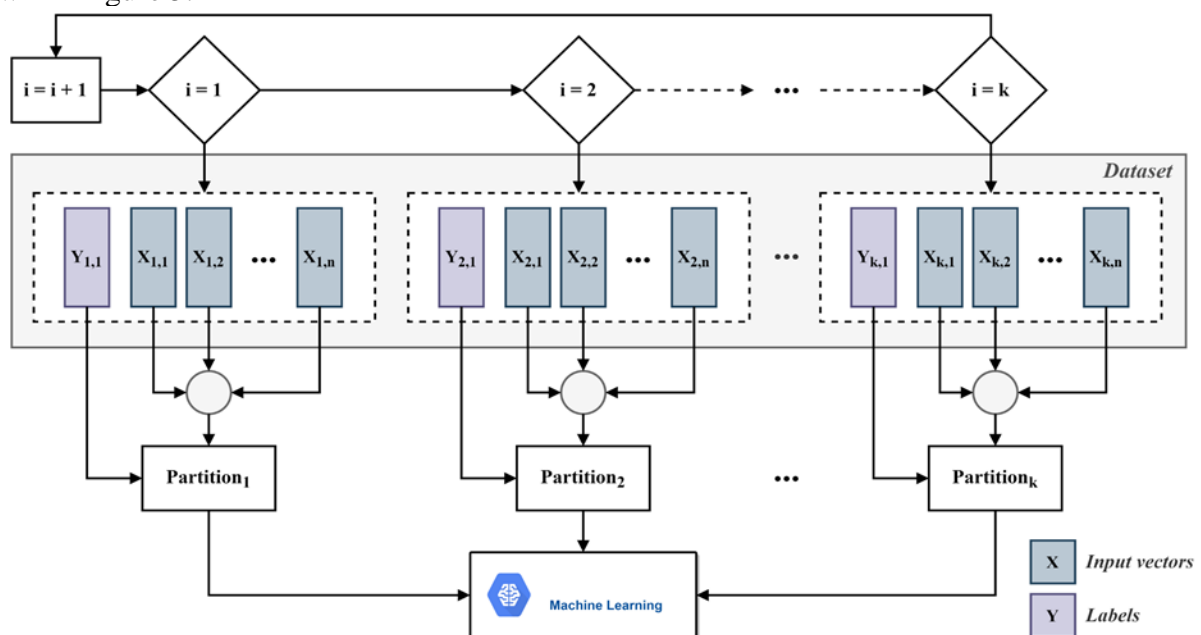 i = i + 1
i = 1
i = 2
...
i = k
Dataset
Y1,1 X1,1 X1,2 ... X1,n
Y2,1 X2,1 X2,2 ... X2,n
...
Yk,1 Xk,1 Xk,2 ... Xk,n
Partition1
Partition2
...
Partitionk
Machine Learning
X Input vectors
Y Labels